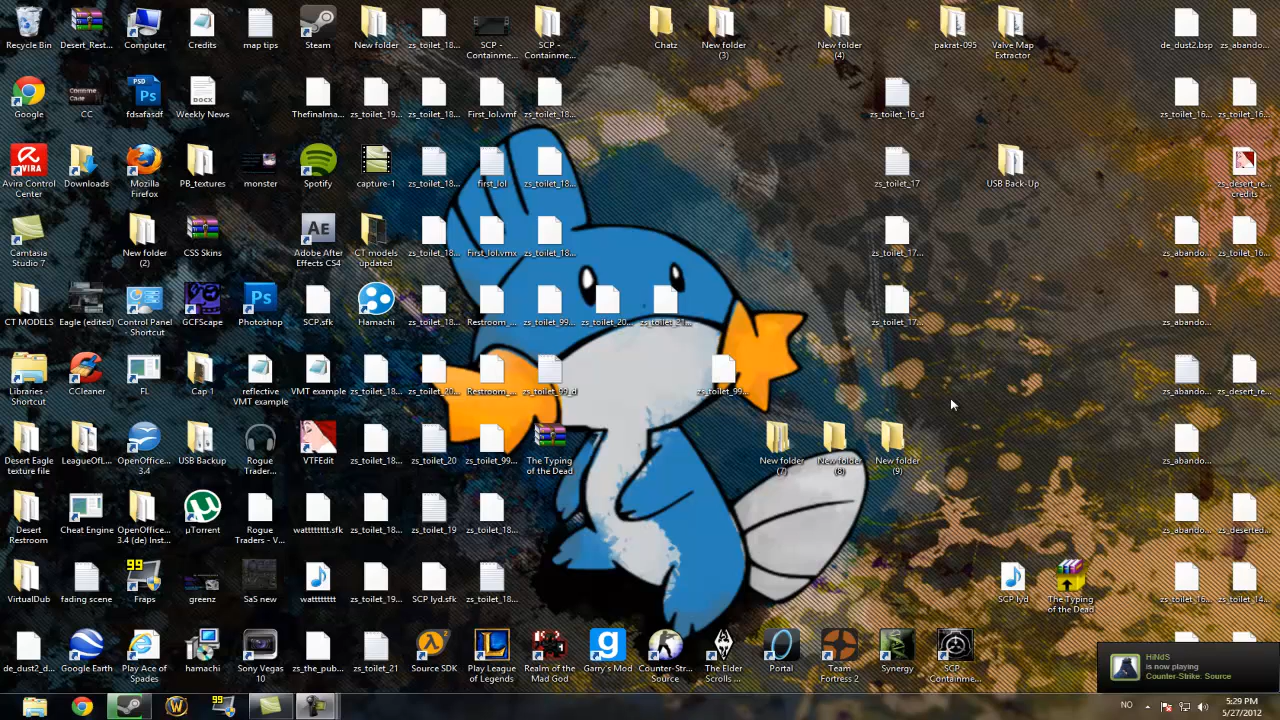 Recycle Bin
Desert_Rest...
Computer
Credits
map tips
Steam
New folder
zs_toilet_18...
SCP -
Containme...
SCP -
Containme...
Chatz
New folder
(3)
New folder
(4)
pakrat-095
Valve Map
Extractor
de_dust2.bsp
zs_abando...
Google
CC
PSD
fdsafasdf
DOCX
Weekly News
Thefinalma...
zs_toilet_19...
zs_toilet_18...
First_lol.vmf
zs_toilet_18...
zs_toilet_16_d
zs_toilet_16...
zs_toilet_16...
Avira Control
Center
Downloads
Mozilla
Firefox
PB_textures
monster
Spotify
capture-1
zs_toilet_18...
first_lol
zs_toilet_18...
zs_toilet_17
USB Back-Up
zs_desert_re...
credits
Camtasia
Studio 7
New folder
(2)
CSS Skins
Adobe After
Effects CS4
CT models
updated
zs_toilet_18...
First_lol.vmx
zs_toilet_18...
zs_toilet_17...
zs_abando...
zs_toilet_16...
CT MODELS
Eagle (edited)
Control Panel
- Shortcut
GCFScape
Photoshop
SCP.sfk
Hamachi
zs_toilet_18...
Restroom_...
zs_toilet_99...
zs_toilet_20...
zs_toilet_21...
zs_toilet_17...
zs_abando...
Libraries -
Shortcut
CCleaner
FL
Cap 1
reflective
VMT example
VMT example
zs_toilet_18...
zs_toilet_20...
Restroom_...
zs_toilet_99_d
zs_toilet_99...
zs_abando...
zs_desert_re...
Desert Eagle
texture file
LeagueOfL...
OpenOffice...
3.4
USB Backup
Rogue
Trader...
VTFEdit
zs_toilet_18...
zs_toilet_20
zs_toilet_99...
The Typing
of the Dead
New folder
(7)
New folder
(8)
New folder
(9)
zs_abando...
Desert
Restroom
Cheat Engine
OpenOffice...
3.4 (de) Inst...
µTorrent
Rogue
Traders - V...
watttttttt.sfk
zs_toilet_18...
zs_toilet_19
zs_toilet_18...
zs_abando...
zs_deserted...
VirtualDub
fading scene
99
Fraps
greenz
SaS new
watttttttt
zs_toilet_19...
SCP lyd.sfk
zs_toilet_18...
SCP lyd
The Typing
of the Dead
zs_toilet_16...
zs_toilet_14...
de_dust2_d...
Google Earth
Play Ace of
Spades
hamachi
Sony Vegas
10
zs_the_pub...
zs_toilet_21
Source SDK
Play League
of Legends
Realm of the
Mad God
Garry's Mod
Counter-Str...
Source
The Elder
Scrolls ...
Portal
Team
Fortress 2
Synergy
SCP -
Containme...
HiNdS
is now playing
Counter-Strike: Source
99
NO
5:29 PM
5/27/2012